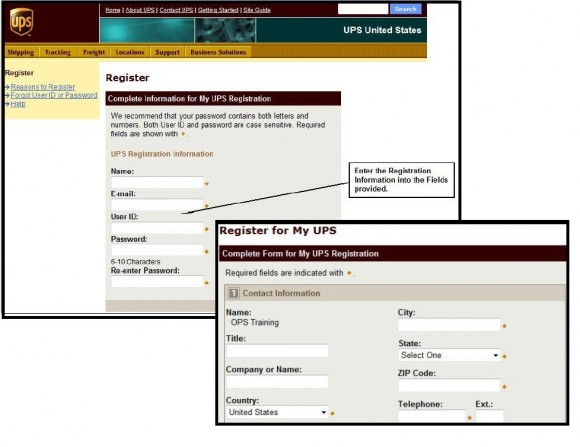 ups
Home | About UPS | Contact UPS | Getting Started | Site Guide
Search
UPS United States
Shipping Tracking Freight Locations Support Business Solutions
Register
Reasons to Register
Forgot User ID or Password
Help
Register
Complete Information for My UPS Registration
We recommend that your password contains both letters and
numbers. Both User ID and password are case sensitive. Required
fields are shown with
UPS Registration Information
Name:
E-mail:
User ID:
Password:
6-10 Characters
Re-enter Password:
Enter the Registration
Information into the Fields
provided.
Register for My UPS
Complete Form for My UPS Registration
Required fields are indicated with
1 Contact Information
Name:
OPS Training
Title:
Company or Name:
Country:
United States
City:
State:
Select One
ZIP Code:
Telephone: Ext.: